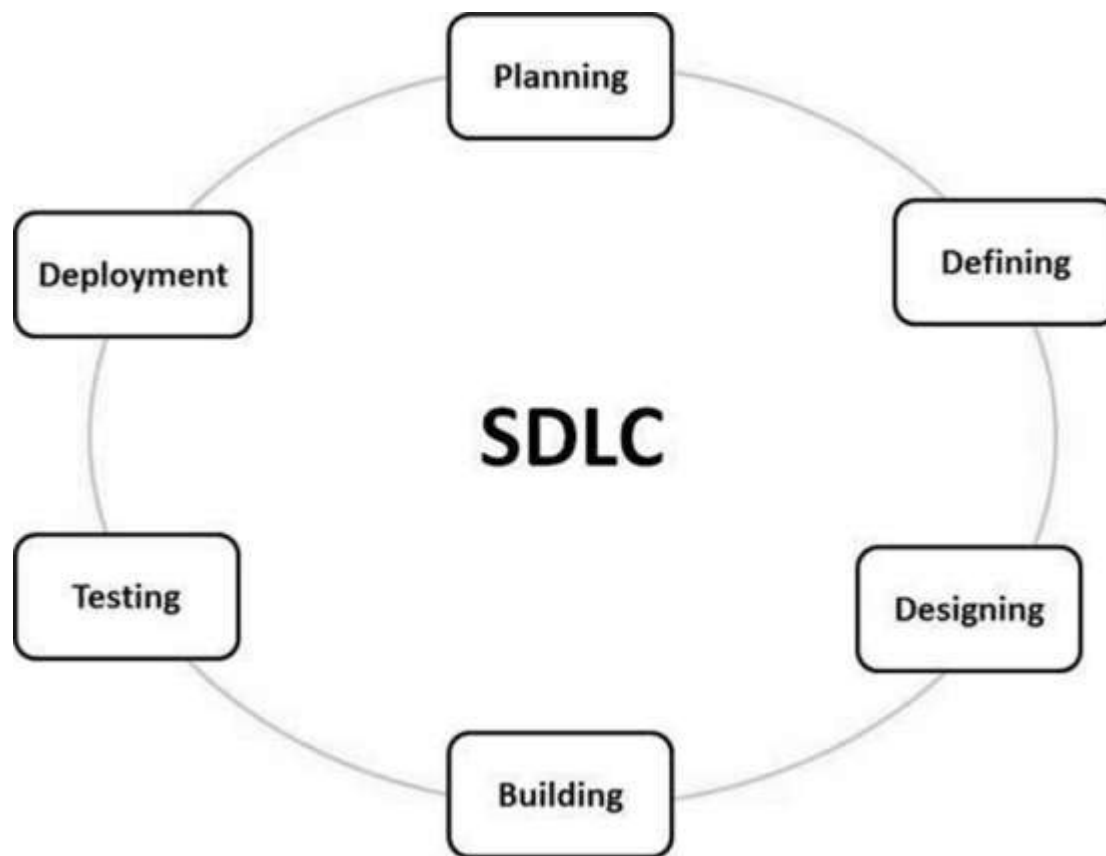 Planning
Defining
Deployment
SDLC
Testing
Designing
Building